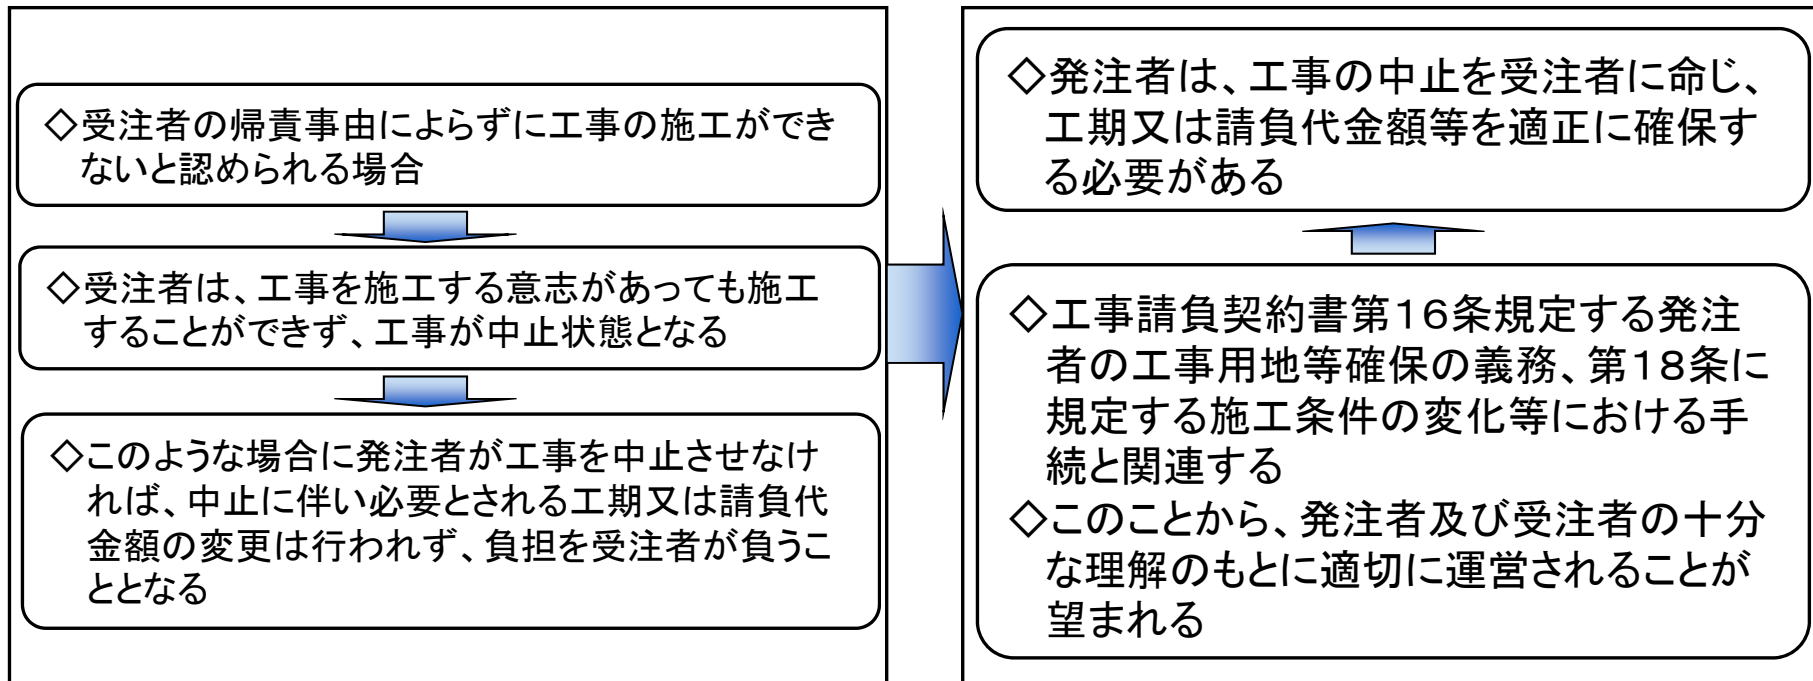 ◇受注者の帰責事由によらずに工事の施工ができ
ないと認められる場合
◇受注者は、工事を施工する意志があっても施工
することができず、工事が中止状態となる
◇このような場合に発注者が工事を中止させなけ
れば、中止に伴い必要とされる工期又は請負代
金額の変更は行われず、負担を受注者が負うこ
ととなる
◇発注者は、工事の中止を受注者に命じ、
工期又は請負代金額等を適正に確保す
る必要がある
◇工事請負契約書第16条規定する発注
者の工事用地等確保の義務、第18条に
規定する施工条件の変化等における手
続と関連する
◇このことから、発注者及び受注者の十分
な理解のもとに適切に運営されることが
望まれる